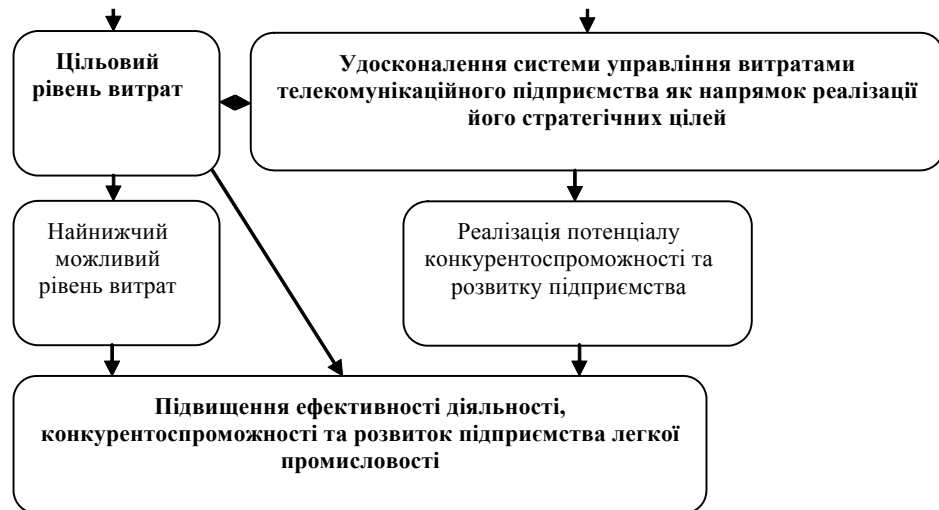 Цільовий
рівень витрат
Удосконалення системи управління витратами
телекомунікаційного підприємства як напрямок реалізації
його стратегічних цілей
Найнижчий
можливий
рівень витрат
Реалізація потенціалу
конкурентоспроможності та
розвитку підприємства
Підвищення ефективності діяльності,
конкурентоспроможності та розвиток підприємства легкої
промисловості